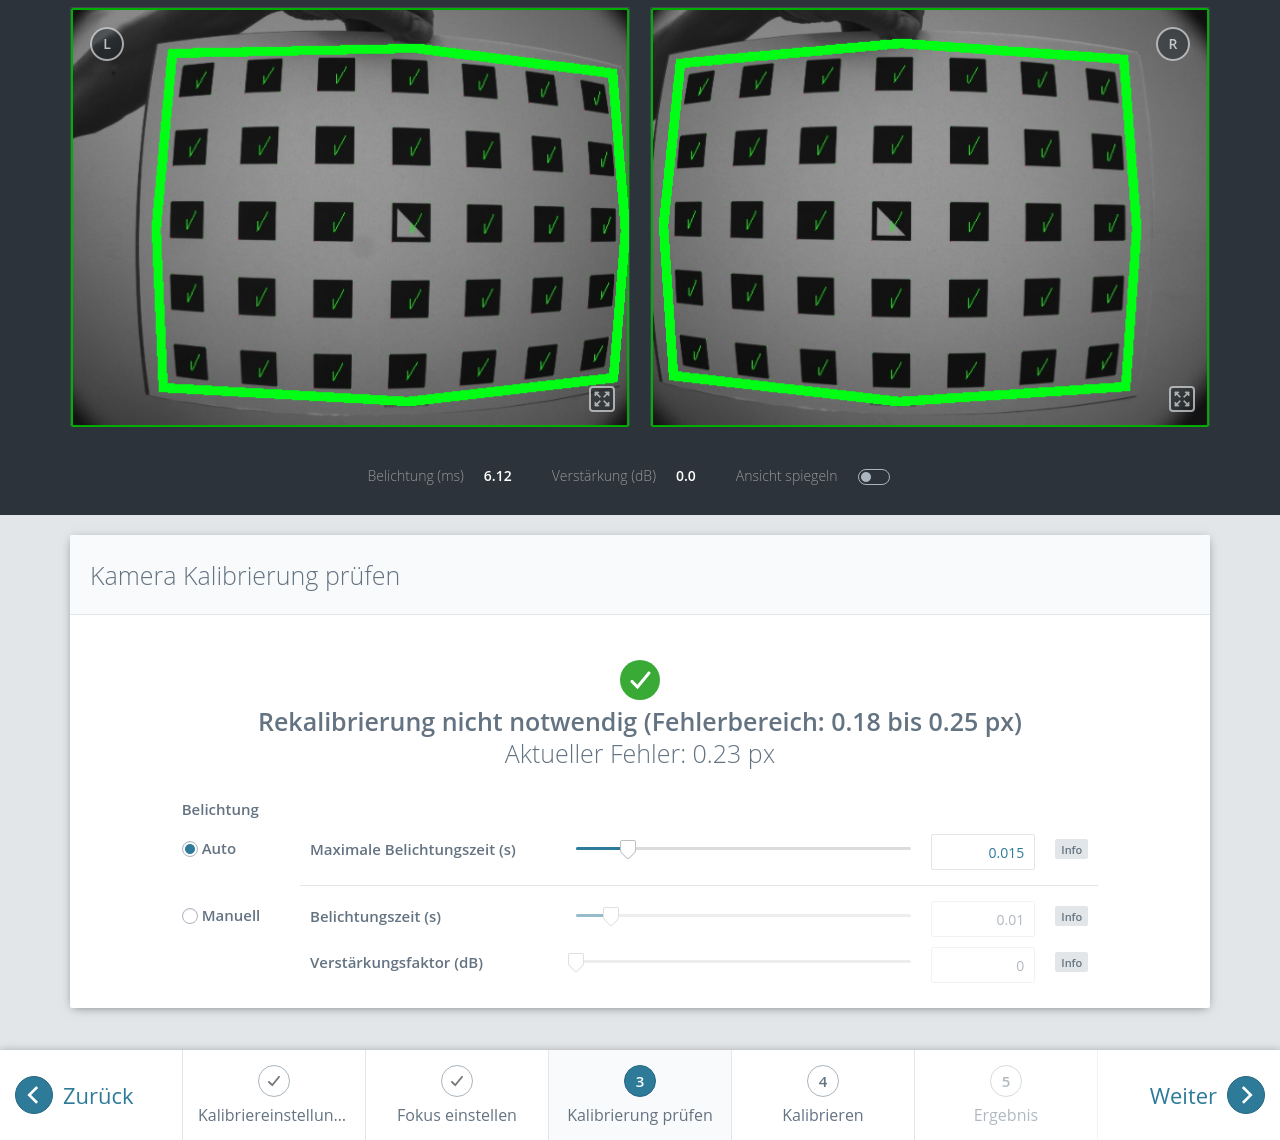 L
R
Belichtung (ms) 6.12 Verstärkung (dB) 0.0 Ansicht spiegeln
Kamera Kalibrierung prüfen
Rekalibrierung nicht notwendig (Fehlerbereich: 0.18 bis 0.25 px)
Aktueller Fehler: 0.23 px
Belichtung
Auto Maximale Belichtungszeit (s) 0.015 Info
Manuell Belichtungszeit (s) 0.01 Info
Verstärkungsfaktor (dB) 0 Info
Zurück
Kalibriereinstellun...
Fokus einstellen
3
Kalibrierung prüfen
4
Kalibrieren
5
Ergebnis
Weiter